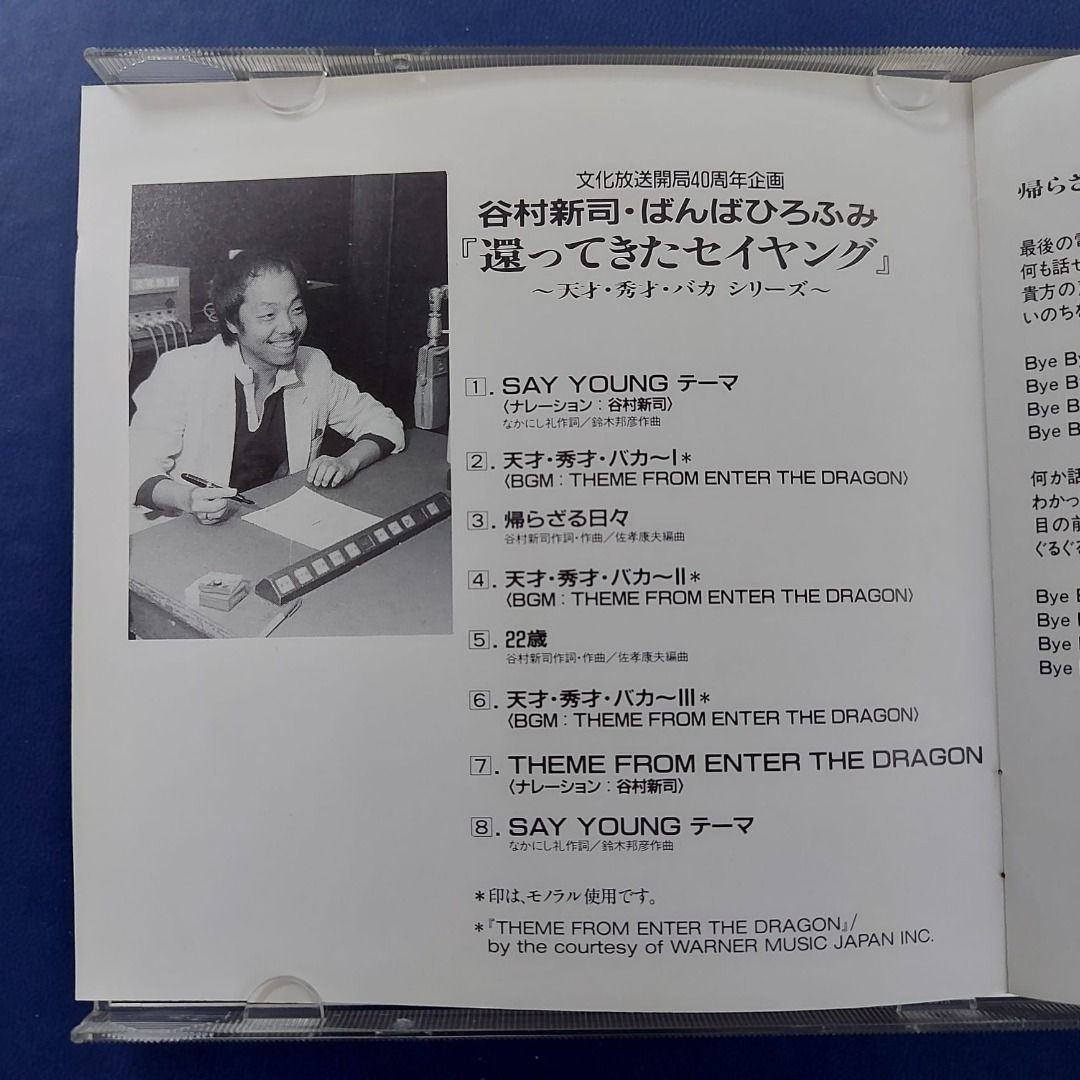 文化放送開局40周年企画
谷村新司・ばんばひろふみ
『還ってきたセイヤング』
〜天才・秀才・バカ シリーズ〜
1. SAY YOUNG テーマ
〈ナレーション：谷村新司〉
なかにし礼作詞／鈴木邦彦作曲
2. 天才・秀才・バカ〜I＊
〈BGM：THEME FROM ENTER THE DRAGON〉
3. 帰らざる日々
谷村新司作詞・作曲／佐孝康夫編曲
4. 天才・秀才・バカ〜II＊
〈BGM：THEME FROM ENTER THE DRAGON〉
5. 22歳
谷村新司作詞・作曲／佐孝康夫編曲
6. 天才・秀才・バカ〜III＊
〈BGM：THEME FROM ENTER THE DRAGON〉
7. THEME FROM ENTER THE DRAGON
〈ナレーション：谷村新司〉
8. SAY YOUNG テーマ
なかにし礼作詞／鈴木邦彦作曲
＊印は、モノラル使用です。
＊『THEME FROM ENTER THE DRAGON』/
by the courtesy of WARNER MUSIC JAPAN INC.
帰らざ
最後の
何も話せ
貴方の
いのちを
Bye
Bye
Bye
Bye
何か話
わかっ
目の前
ぐるぐる
Bye
Bye
Bye
Bye